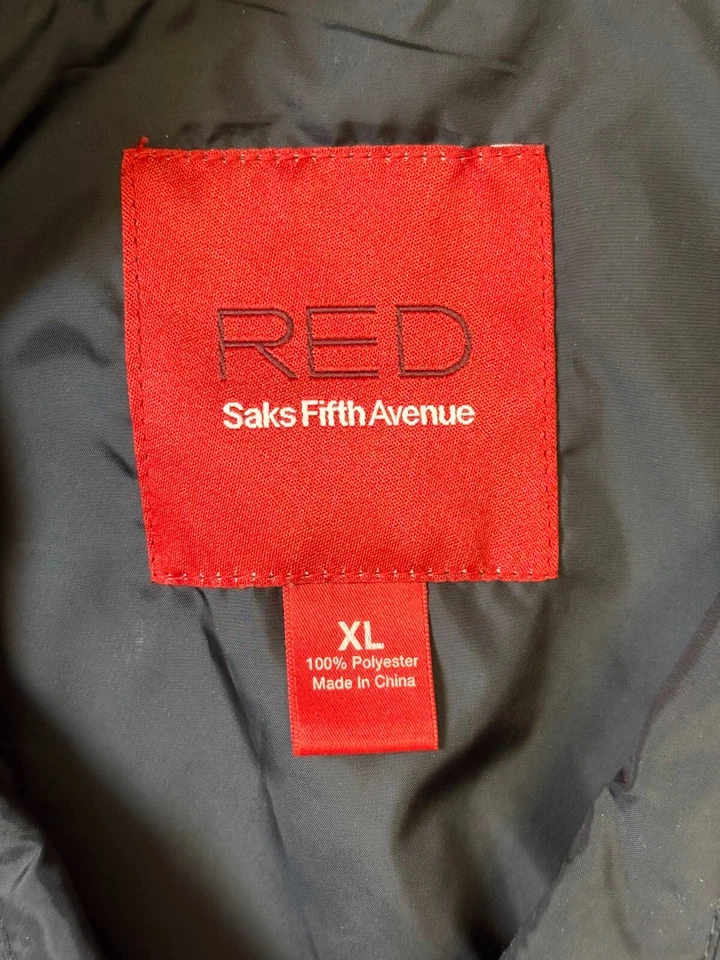 RED
Saks Fifth Avenue
XL
100% Polyester
Made In China